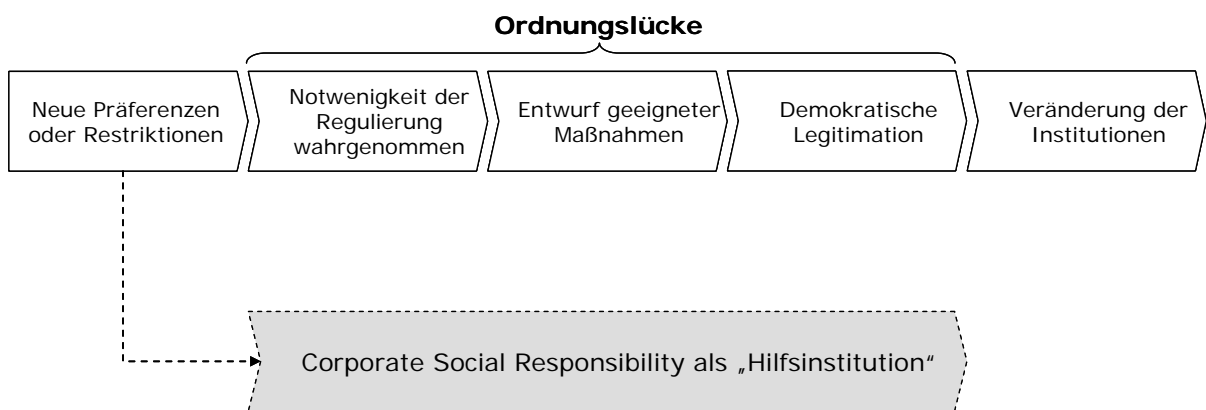 Ordnungslücke
Neue Präferenzen
oder Restriktionen
Notwenigkeit der
Regulierung
wahrgenommen
Entwurf geeigneter
Maßnahmen
Demokratische
Legitimation
Veränderung der
Institutionen
Corporate Social Responsibility als „Hilfsinstitution“